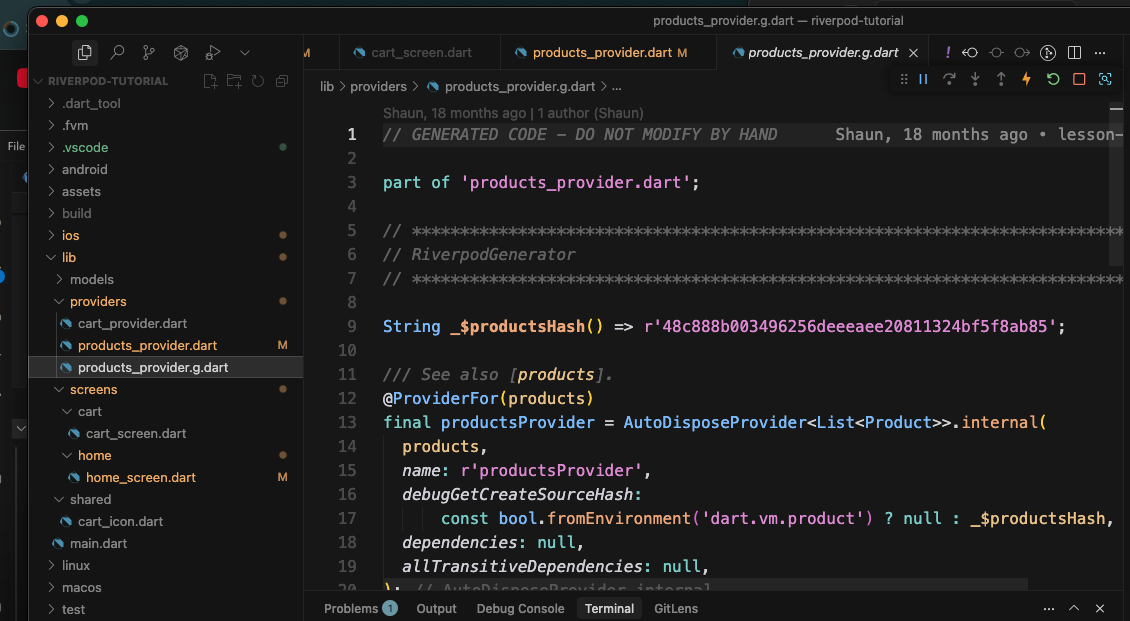 products_provider.g.dart — riverpod-tutorial
M
cart_screen.dart
products_provider.dart M
products_provider.g.dart
File
RIVERPOD-TUTORIAL
.dart_tool
.fvm
.vscode
android
assets
build
ios
lib
models
providers
cart_provider.dart
products_provider.dart M
products_provider.g.dart
screens
cart
cart_screen.dart
home
home_screen.dart M
shared
cart_icon.dart
main.dart
linux
macos
test
lib > providers > products_provider.g.dart > ...
Shaun, 18 months ago | 1 author (Shaun)
1 // GENERATED CODE - DO NOT MODIFY BY HAND Shaun, 18 months ago • lesson-
2
3 part of 'products_provider.dart';
4
5 // **************************************************************************
6 // RiverpodGenerator
7 // **************************************************************************
8
9 String _$productsHash() => r'48c888b003496256deeeaee20811324bf5f8ab85';
10
11 /// See also [products].
12 @ProviderFor(products)
13 final productsProvider = AutoDisposeProvider<List<Product>>.internal(
14 products,
15 name: r'productsProvider',
16 debugGetCreateSourceHash:
17 const bool.fromEnvironment('dart.vm.product') ? null : _$productsHash,
18 dependencies: null,
19 allTransitiveDependencies: null,
20 ); // AutoDisposeProvider.internal
Problems 1 Output Debug Console Terminal GitLens